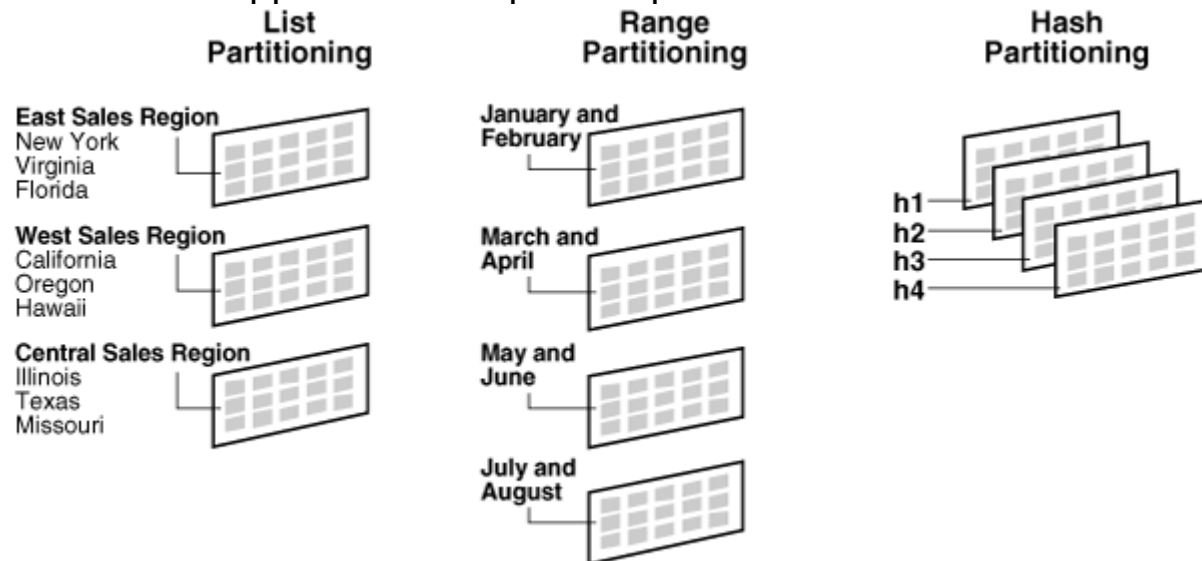 List
Partitioning
East Sales Region
New York
Virginia
Florida
West Sales Region
California
Oregon
Hawaii
Central Sales Region
Illinois
Texas
Missouri
Range
Partitioning
January and
February
March and
April
May and
June
July and
August
Hash
Partitioning
h1
h2
h3
h4